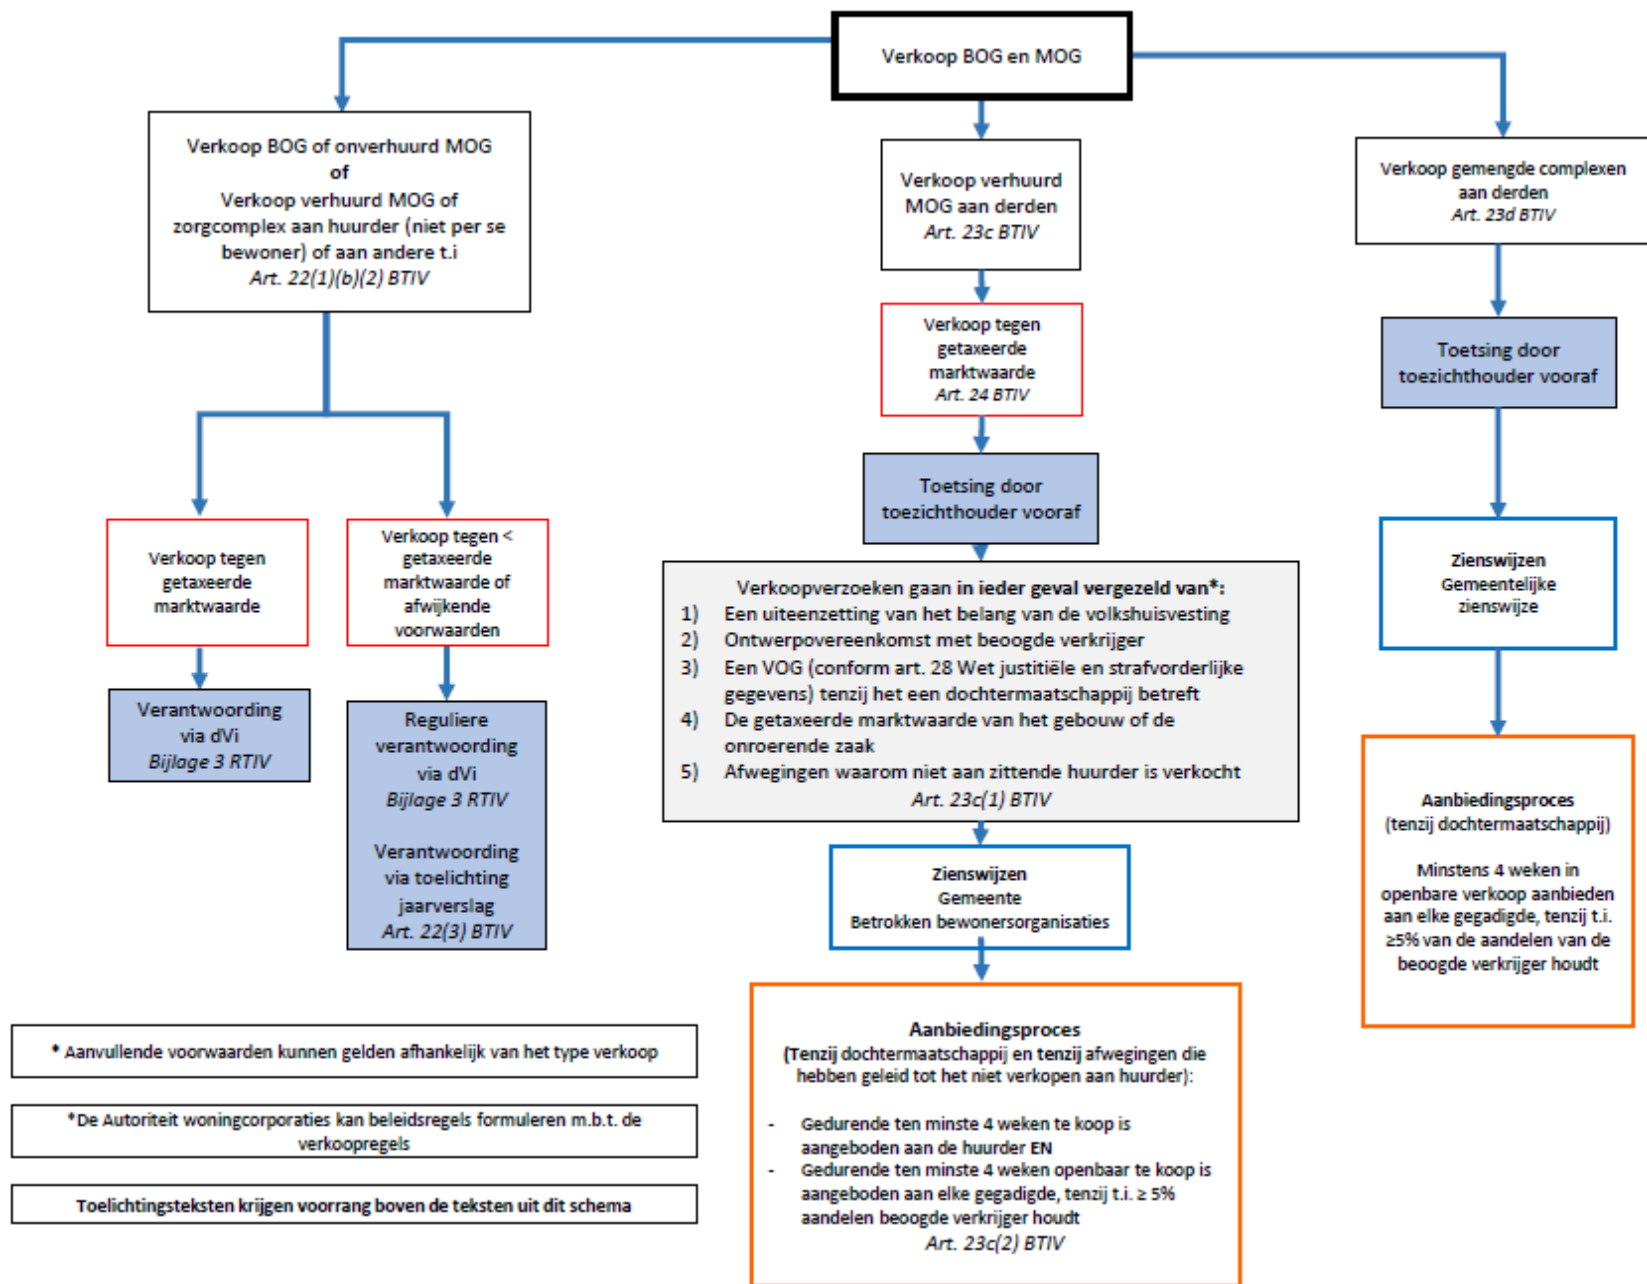 Verkoop BOG en MOG
Verkoop BOG of onverhuurd MOG
of
Verkoop verhuurd MOG of
zorgcomplex aan huurder (niet per se
bewoner) of aan andere t.i
Art. 22(1)(b)(2) BTIV
Verkoop tegen
getaxeerde
marktwaarde
Verantwoording
via dVi
Bijlage 3 RTIV
Verkoop tegen <
getaxeerde
marktwaarde of
afwijkende
voorwaarden
Reguliere
verantwoording
via dVi
Bijlage 3 RTIV
Verantwoording
via toelichting
jaarverslag
Art. 22(3) BTIV
Verkoop verhuurd
MOG aan derden
Art. 23c BTIV
Verkoop tegen
getaxeerde
marktwaarde
Art. 24 BTIV
Toetsing door
toezichthouder vooraf
Verkoopverzoeken gaan in ieder geval vergezeld van*:
1) Een uiteenzetting van het belang van de volkshuisvesting
2) Ontwerpovereenkomst met beoogde verkrijger
3) Een VOG (conform art. 28 Wet justitiële en strafvorderlijke
gegevens) tenzij het een dochtermaatschappij betreft
4) De getaxeerde marktwaarde van het gebouw of de
onroerende zaak
5) Afwegingen waarom niet aan zittende huurder is verkocht
Art. 23c(1) BTIV
Zienswijzen
Gemeente
Betrokken bewonersorganisaties
Aanbiedingsproces
(Tenzij dochtermaatschappij en tenzij afwegingen die
hebben geleid tot het niet verkopen aan huurder):
- Gedurende ten minste 4 weken te koop is
aangeboden aan de huurder EN
- Gedurende ten minste 4 weken openbaar te koop is
aangeboden aan elke gegadigde, tenzij t.i. ≥ 5%
aandelen beoogde verkrijger houdt
Art. 23c(2) BTIV
Verkoop gemengde complexen
aan derden
Art. 23d BTIV
Toetsing door
toezichthouder vooraf
Zienswijzen
Gemeentelijke
zienswijze
Aanbiedingsproces
(tenzij dochtermaatschappij)
Minstens 4 weken in
openbare verkoop aanbieden
aan elke gegadigde, tenzij t.i.
≥5% van de aandelen van de
beoogde verkrijger houdt
* Aanvullende voorwaarden kunnen gelden afhankelijk van het type verkoop
*De Autoriteit woningcorporaties kan beleidsregels formuleren m.b.t. de
verkoopregels
Toelichtingsteksten krijgen voorrang boven de teksten uit dit schema